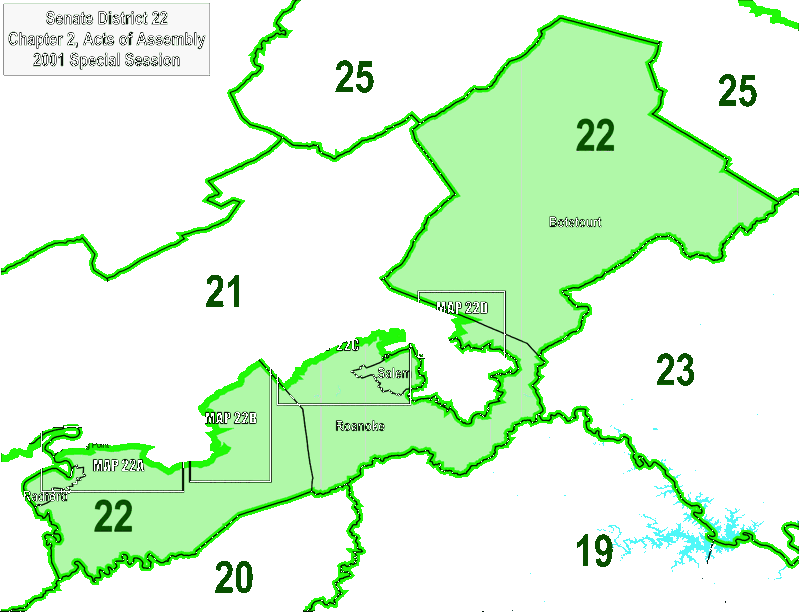 Senate District 22
Chapter 2, Acts of Assembly
2001 Special Session
25
25
22
Botetourt
21
MAP 22D
22C
Salem
23
MAP 22B
Roanoke
MAP 22A
Radford
22
19
20